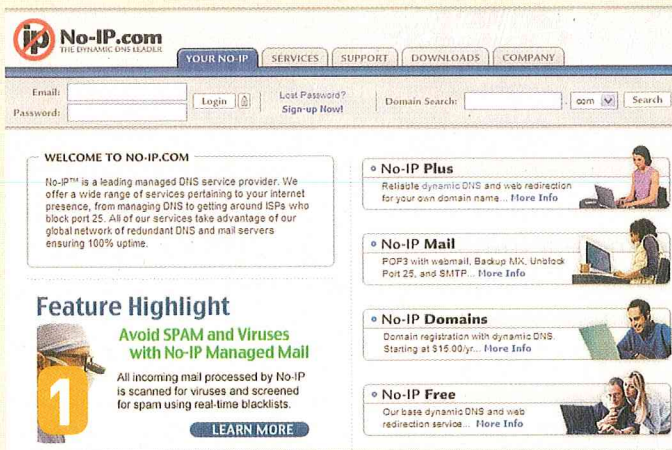 ip No-IP.com
THE DYNAMIC DNS LEADER
YOUR NO-IP SERVICES SUPPORT DOWNLOADS COMPANY
Email:
Password:
Login
Lost Password?
Sign-up Now!
Domain Search: . com Search
WELCOME TO NO-IP.COM
No-IP™ is a leading managed DNS service provider. We
offer a wide range of services pertaining to your internet
presence, from managing DNS to getting around ISPs who
block port 25. All of our services take advantage of our
global network of redundant DNS and mail servers
ensuring 100% uptime.
Feature Highlight
Avoid SPAM and Viruses
with No-IP Managed Mail
1
All incoming mail processed by No-IP
is scanned for viruses and screened
for spam using real-time blacklists.
LEARN MORE
No-IP Plus
Reliable dynamic DNS and web redirection
for your own domain name... More Info
No-IP Mail
POP3 with webmail, Backup MX, Unblock
Port 25, and SMTP... More Info
No-IP Domains
Domain registration with dynamic DNS.
Starting at $15.00/yr... More Info
No-IP Free
Our base dynamic DNS and web
redirection service... More Info